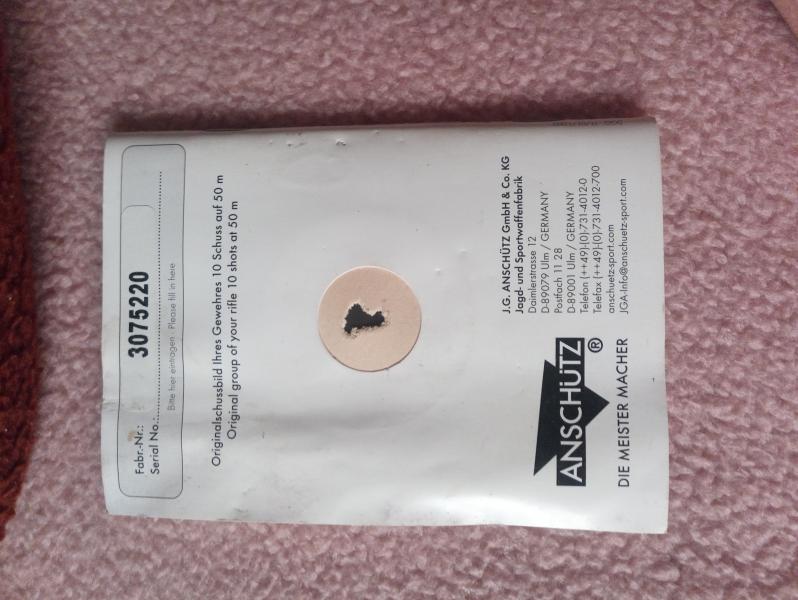 Fabr.-Nr.:
Serial No.: 3075220
Bitte hier eintragen · Please fill in here
Originalschussbild Ihres Gewehres 10 Schuss auf 50 m
Original group of your rifle 10 shots at 50 m
J.G. ANSCHÜTZ GmbH & Co. KG
Jagd- und Sportwaffenfabrik
Daimlerstrasse 12
D-89079 Ulm / GERMANY
Postfach 11 28
D-89001 Ulm / GERMANY
Telefon (++49)-(0)-731-4012-0
Telefax (++49)-(0)-731-4012-700
anschuetz-sport.com
JGA-Info@anschuetz-sport.com
ANSCHÜTZ ®
DIE MEISTER MACHER